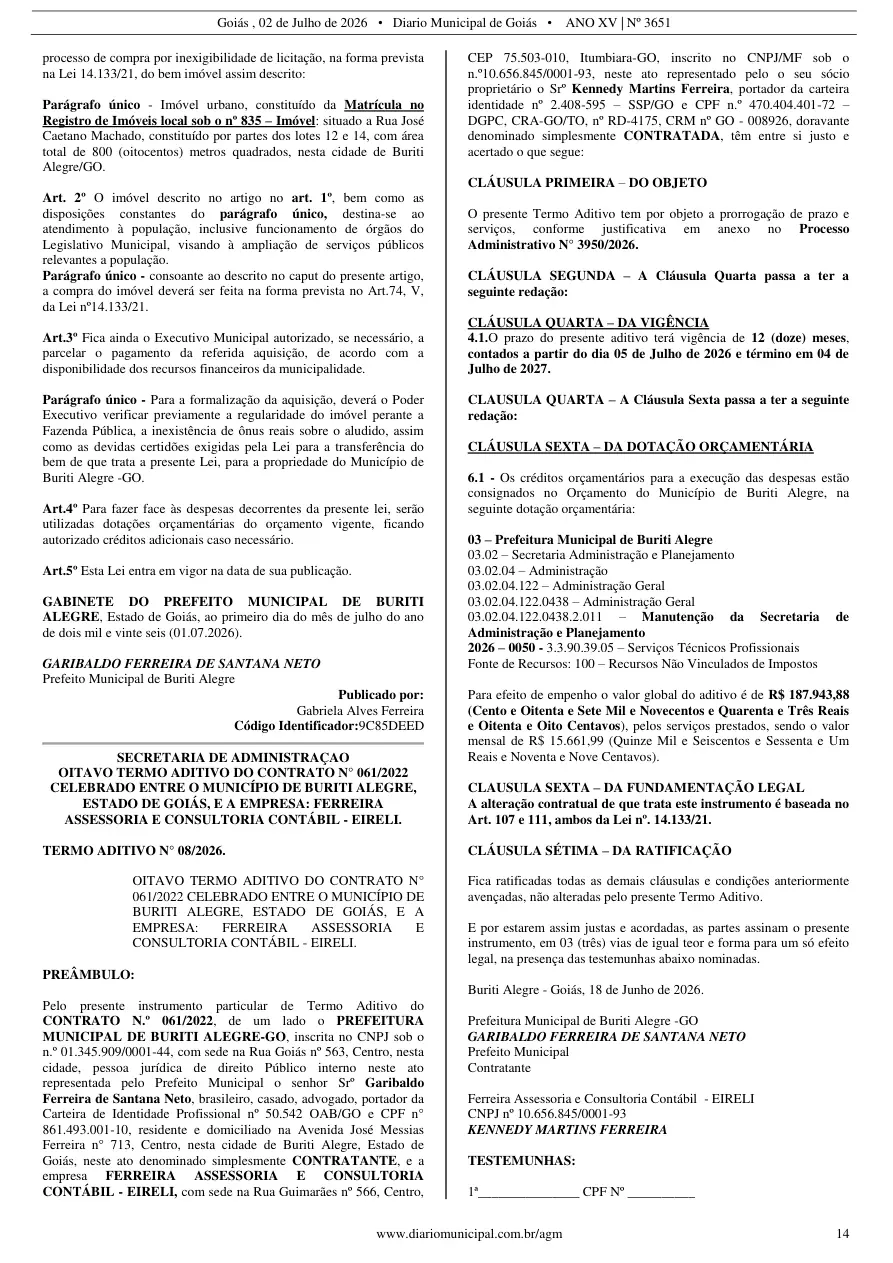 Goiás , 02 de Julho de 2026 • Diario Municipal de Goiás • ANO XV | Nº 3651
processo de compra por inexigibilidade de licitação, na forma prevista
na Lei 14.133/21, do bem imóvel assim descrito:
Parágrafo único - Imóvel urbano, constituído da Matrícula no
Registro de Imóveis local sob o nº 835 – Imóvel: situado a Rua José
Caetano Machado, constituído por partes dos lotes 12 e 14, com área
total de 800 (oitocentos) metros quadrados, nesta cidade de Buriti
Alegre/GO.
Art. 2º O imóvel descrito no artigo no art. 1º, bem como as
disposições constantes do parágrafo único, destina-se ao
atendimento à população, inclusive funcionamento de órgãos do
Legislativo Municipal, visando à ampliação de serviços públicos
relevantes a população.
Parágrafo único - consoante ao descrito no caput do presente artigo,
a compra do imóvel deverá ser feita na forma prevista no Art.74, V,
da Lei nº14.133/21.
Art.3º Fica ainda o Executivo Municipal autorizado, se necessário, a
parcelar o pagamento da referida aquisição, de acordo com a
disponibilidade dos recursos financeiros da municipalidade.
Parágrafo único - Para a formalização da aquisição, deverá o Poder
Executivo verificar previamente a regularidade do imóvel perante a
Fazenda Pública, a inexistência de ônus reais sobre o aludido, assim
como as devidas certidões exigidas pela Lei para a transferência do
bem de que trata a presente Lei, para a propriedade do Município de
Buriti Alegre -GO.
Art.4º Para fazer face às despesas decorrentes da presente lei, serão
utilizadas dotações orçamentárias do orçamento vigente, ficando
autorizado créditos adicionais caso necessário.
Art.5º Esta Lei entra em vigor na data de sua publicação.
GABINETE DO PREFEITO MUNICIPAL DE BURITI
ALEGRE, Estado de Goiás, ao primeiro dia do mês de julho do ano
de dois mil e vinte seis (01.07.2026).
GARIBALDO FERREIRA DE SANTANA NETO
Prefeito Municipal de Buriti Alegre
Publicado por:
Gabriela Alves Ferreira
Código Identificador:9C85DEED
SECRETARIA DE ADMINISTRAÇAO
OITAVO TERMO ADITIVO DO CONTRATO N° 061/2022
CELEBRADO ENTRE O MUNICÍPIO DE BURITI ALEGRE,
ESTADO DE GOIÁS, E A EMPRESA: FERREIRA
ASSESSORIA E CONSULTORIA CONTÁBIL - EIRELI.
TERMO ADITIVO N° 08/2026.
OITAVO TERMO ADITIVO DO CONTRATO N°
061/2022 CELEBRADO ENTRE O MUNICÍPIO DE
BURITI ALEGRE, ESTADO DE GOIÁS, E A
EMPRESA: FERREIRA ASSESSORIA E
CONSULTORIA CONTÁBIL - EIRELI.
PREÂMBULO:
Pelo presente instrumento particular de Termo Aditivo do
CONTRATO N.º 061/2022, de um lado o PREFEITURA
MUNICIPAL DE BURITI ALEGRE-GO, inscrita no CNPJ sob o
n.º 01.345.909/0001-44, com sede na Rua Goiás nº 563, Centro, nesta
cidade, pessoa jurídica de direito Público interno neste ato
representada pelo Prefeito Municipal o senhor Srº Garibaldo
Ferreira de Santana Neto, brasileiro, casado, advogado, portador da
Carteira de Identidade Profissional nº 50.542 OAB/GO e CPF n°
861.493.001-10, residente e domiciliado na Avenida José Messias
Ferreira n° 713, Centro, nesta cidade de Buriti Alegre, Estado de
Goiás, neste ato denominado simplesmente CONTRATANTE, e a
empresa FERREIRA ASSESSORIA E CONSULTORIA
CONTÁBIL - EIRELI, com sede na Rua Guimarães nº 566, Centro,
CEP 75.503-010, Itumbiara-GO, inscrito no CNPJ/MF sob o
n.º10.656.845/0001-93, neste ato representado pelo o seu sócio
proprietário o Srº Kennedy Martins Ferreira, portador da carteira
identidade nº 2.408-595 – SSP/GO e CPF n.º 470.404.401-72 –
DGPC, CRA-GO/TO, nº RD-4175, CRM nº GO - 008926, doravante
denominado simplesmente CONTRATADA, têm entre si justo e
acertado o que segue:
CLÁUSULA PRIMEIRA – DO OBJETO
O presente Termo Aditivo tem por objeto a prorrogação de prazo e
serviços, conforme justificativa em anexo no Processo
Administrativo N° 3950/2026.
CLÁUSULA SEGUNDA – A Cláusula Quarta passa a ter a
seguinte redação:
CLÁUSULA QUARTA – DA VIGÊNCIA
4.1.O prazo do presente aditivo terá vigência de 12 (doze) meses,
contados a partir do dia 05 de Julho de 2026 e término em 04 de
Julho de 2027.
CLAUSULA QUARTA – A Cláusula Sexta passa a ter a seguinte
redação:
CLÁUSULA SEXTA – DA DOTAÇÃO ORÇAMENTÁRIA
6.1 - Os créditos orçamentários para a execução das despesas estão
consignados no Orçamento do Município de Buriti Alegre, na
seguinte dotação orçamentária:
03 – Prefeitura Municipal de Buriti Alegre
03.02 – Secretaria Administração e Planejamento
03.02.04 – Administração
03.02.04.122 – Administração Geral
03.02.04.122.0438 – Administração Geral
03.02.04.122.0438.2.011 – Manutenção da Secretaria de
Administração e Planejamento
2026 – 0050 - 3.3.90.39.05 – Serviços Técnicos Profissionais
Fonte de Recursos: 100 – Recursos Não Vinculados de Impostos
Para efeito de empenho o valor global do aditivo é de R$ 187.943,88
(Cento e Oitenta e Sete Mil e Novecentos e Quarenta e Três Reais
e Oitenta e Oito Centavos), pelos serviços prestados, sendo o valor
mensal de R$ 15.661,99 (Quinze Mil e Seiscentos e Sessenta e Um
Reais e Noventa e Nove Centavos).
CLAUSULA SEXTA – DA FUNDAMENTAÇÃO LEGAL
A alteração contratual de que trata este instrumento é baseada no
Art. 107 e 111, ambos da Lei nº. 14.133/21.
CLÁUSULA SÉTIMA – DA RATIFICAÇÃO
Fica ratificadas todas as demais cláusulas e condições anteriormente
avençadas, não alteradas pelo presente Termo Aditivo.
E por estarem assim justas e acordadas, as partes assinam o presente
instrumento, em 03 (três) vias de igual teor e forma para um só efeito
legal, na presença das testemunhas abaixo nominadas.
Buriti Alegre - Goiás, 18 de Junho de 2026.
Prefeitura Municipal de Buriti Alegre -GO
GARIBALDO FERREIRA DE SANTANA NETO
Prefeito Municipal
Contratante
Ferreira Assessoria e Consultoria Contábil - EIRELI
CNPJ nº 10.656.845/0001-93
KENNEDY MARTINS FERREIRA
TESTEMUNHAS:
1ª_______________ CPF Nº __________
www.diariomunicipal.com.br/agm 14